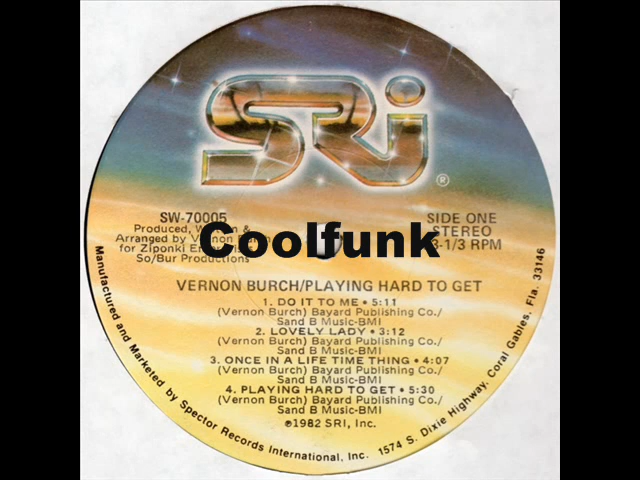 SRi
®
SW-70005
Produced, W
Arranged by Vernon
for Ziponki En
So/Bur Productions
Coolfunk
SIDE ONE
STEREO
3-1/3 RPM
VERNON BURCH/PLAYING HARD TO GET
1. DO IT TO ME • 5:11
(Vernon Burch) Bayard Publishing Co./
Sand B Music-BMI
2. LOVELY LADY • 3:12
(Vernon Burch) Bayard Publishing Co./
Sand B Music-BMI
3. ONCE IN A LIFE TIME THING • 4:07
(Vernon Burch) Bayard Publishing Co./
Sand B Music-BMI
4. PLAYING HARD TO GET • 5:30
(Vernon Burch) Bayard Publishing Co./
Sand B Music-BMI
℗1982 SRI, Inc.
Manufactured and Marketed by Spector Records International, Inc. 1574 S. Dixie Highway, Coral Gables, Fla. 33146